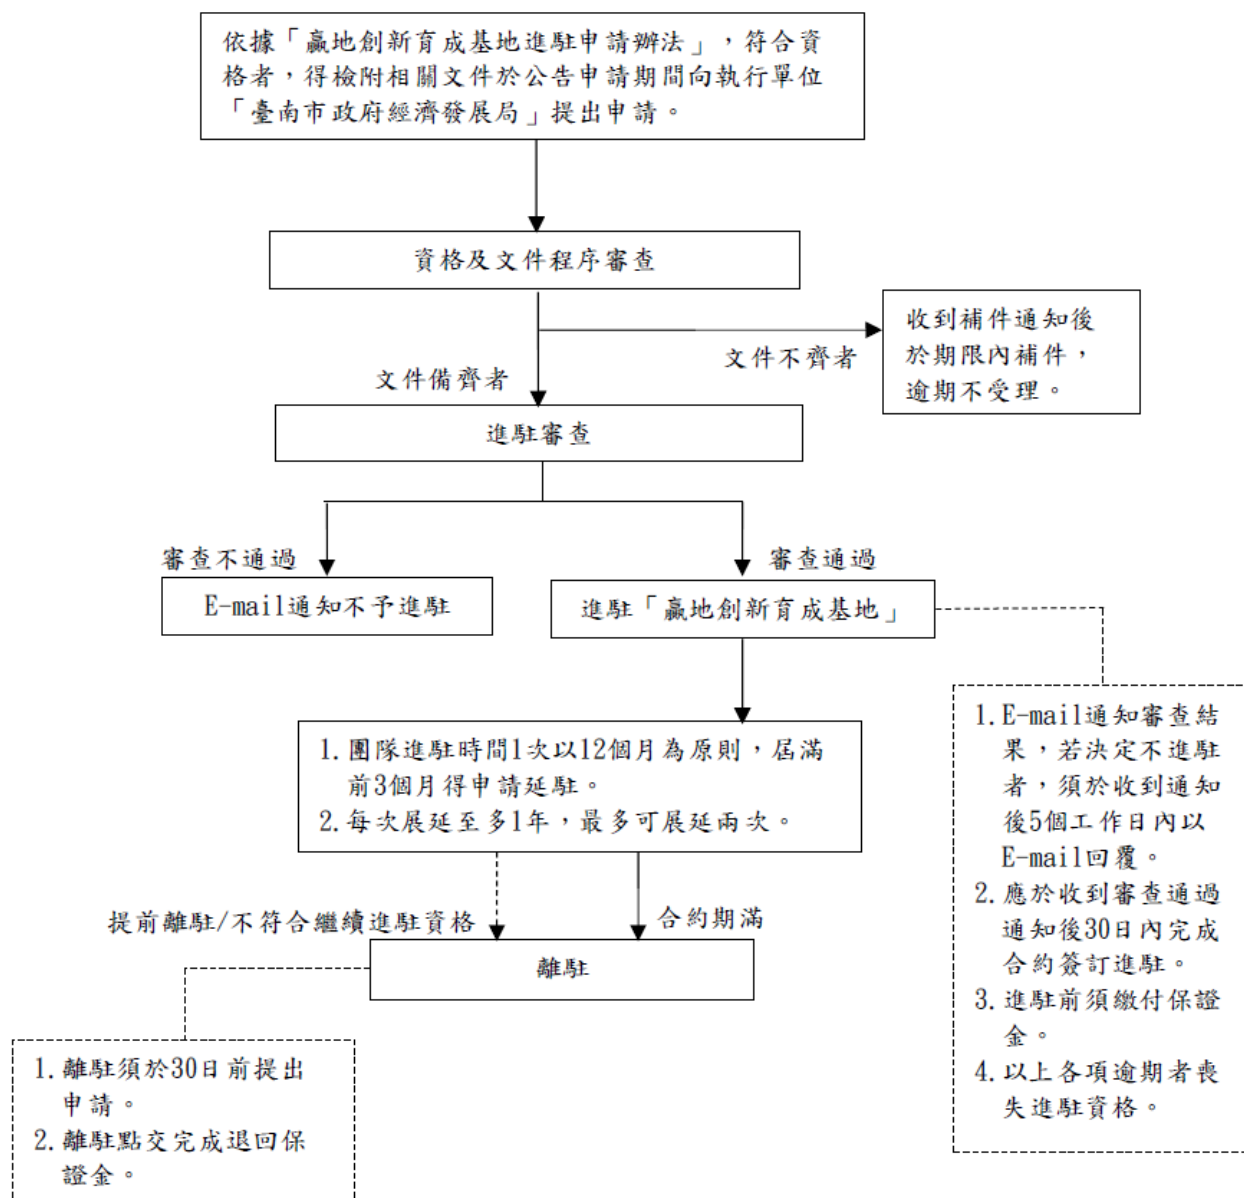 依據「贏地創新育成基地進駐申請辦法」，符合資
格者，得檢附相關文件於公告申請期間向執行單位
「臺南市政府經濟發展局」提出申請。
資格及文件程序審查
文件不齊者
收到補件通知後
於期限內補件，
逾期不受理。
文件備齊者
進駐審查
審查不通過
審查通過
E-mail通知不予進駐
進駐「贏地創新育成基地」
1.團隊進駐時間1次以12個月為原則，屆滿
前3個月得申請延駐。
2.每次展延至多1年，最多可展延兩次。
1.E-mail通知審查結
果，若決定不進駐
者，須於收到通知
後5個工作日內以
E-mail回覆。
2.應於收到審查通過
通知後30日內完成
合約簽訂進駐。
3.進駐前須繳付保證
金。
4.以上各項逾期者喪
失進駐資格。
提前離駐/不符合繼續進駐資格
合約期滿
離駐
1.離駐須於30日前提出
申請。
2.離駐點交完成退回保
證金。